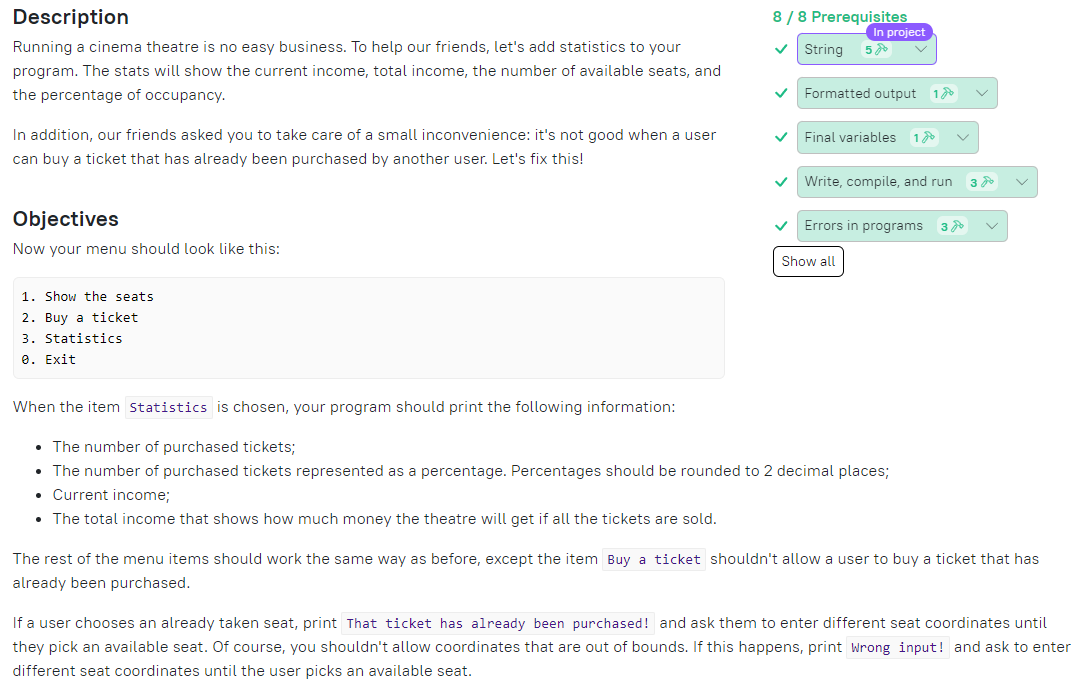 Description
Running a cinema theatre is no easy business. To help our friends, let's add statistics to your
program. The stats will show the current income, total income, the number of available seats, and
the percentage of occupancy.
In addition, our friends asked you to take care of a small inconvenience: it's not good when a user
can buy a ticket that has already been purchased by another user. Let's fix this!
Objectives
Now your menu should look like this:
1. Show the seats
2. Buy a ticket
3. Statistics
0. Exit
When the item Statistics is chosen, your program should print the following information:
• The number of purchased tickets;
• The number of purchased tickets represented as a percentage. Percentages should be rounded to 2 decimal places;
• Current income;
• The total income that shows how much money the theatre will get if all the tickets are sold.
The rest of the menu items should work the same way as before, except the item Buy a ticket shouldn't allow a user to buy a ticket that has
already been purchased.
If a user chooses an already taken seat, print That ticket has already been purchased! and ask them to enter different seat coordinates until
they pick an available seat. Of course, you shouldn't allow coordinates that are out of bounds. If this happens, print Wrong input! and ask to enter
different seat coordinates until the user picks an available seat.
8 / 8 Prerequisites
In project
String 5
Formatted output 1
Final variables 1
Write, compile, and run 3
Errors in programs 3
Show all